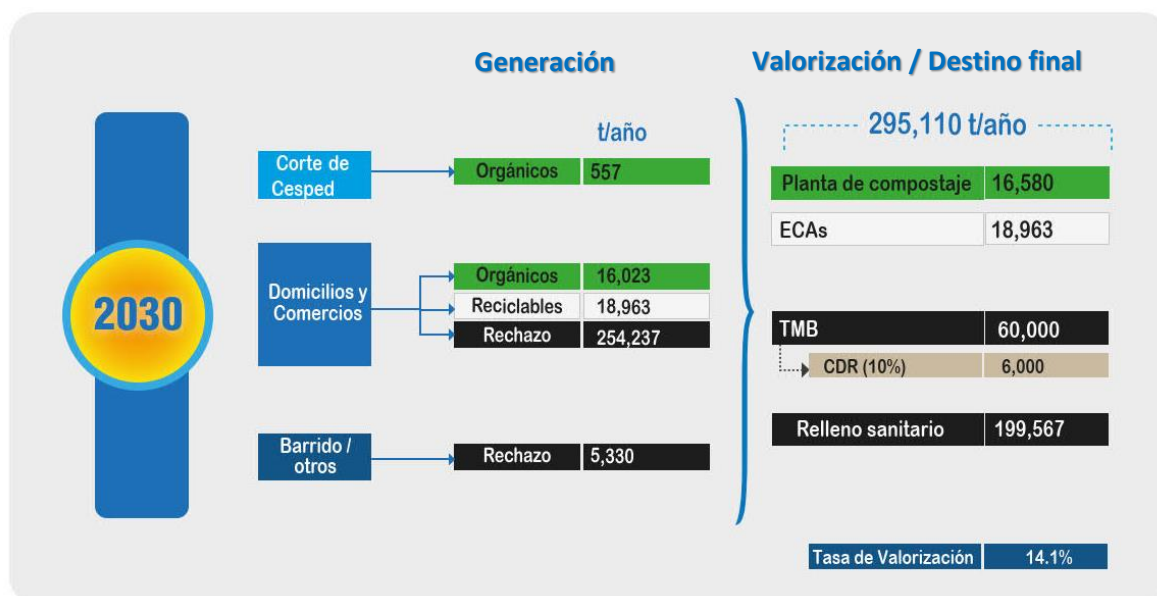 Generación
Valorización / Destino final
2030
t/año
295,110 t/año
Corte de
Cesped
Orgánicos 557
Planta de compostaje 16,580
ECAs 18,963
Domicilios y
Comercios
Orgánicos 16,023
Reciclables 18,963
Rechazo 254,237
TMB 60,000
CDR (10%) 6,000
Relleno sanitario 199,567
Barrido /
otros
Rechazo 5,330
Tasa de Valorización 14.1%